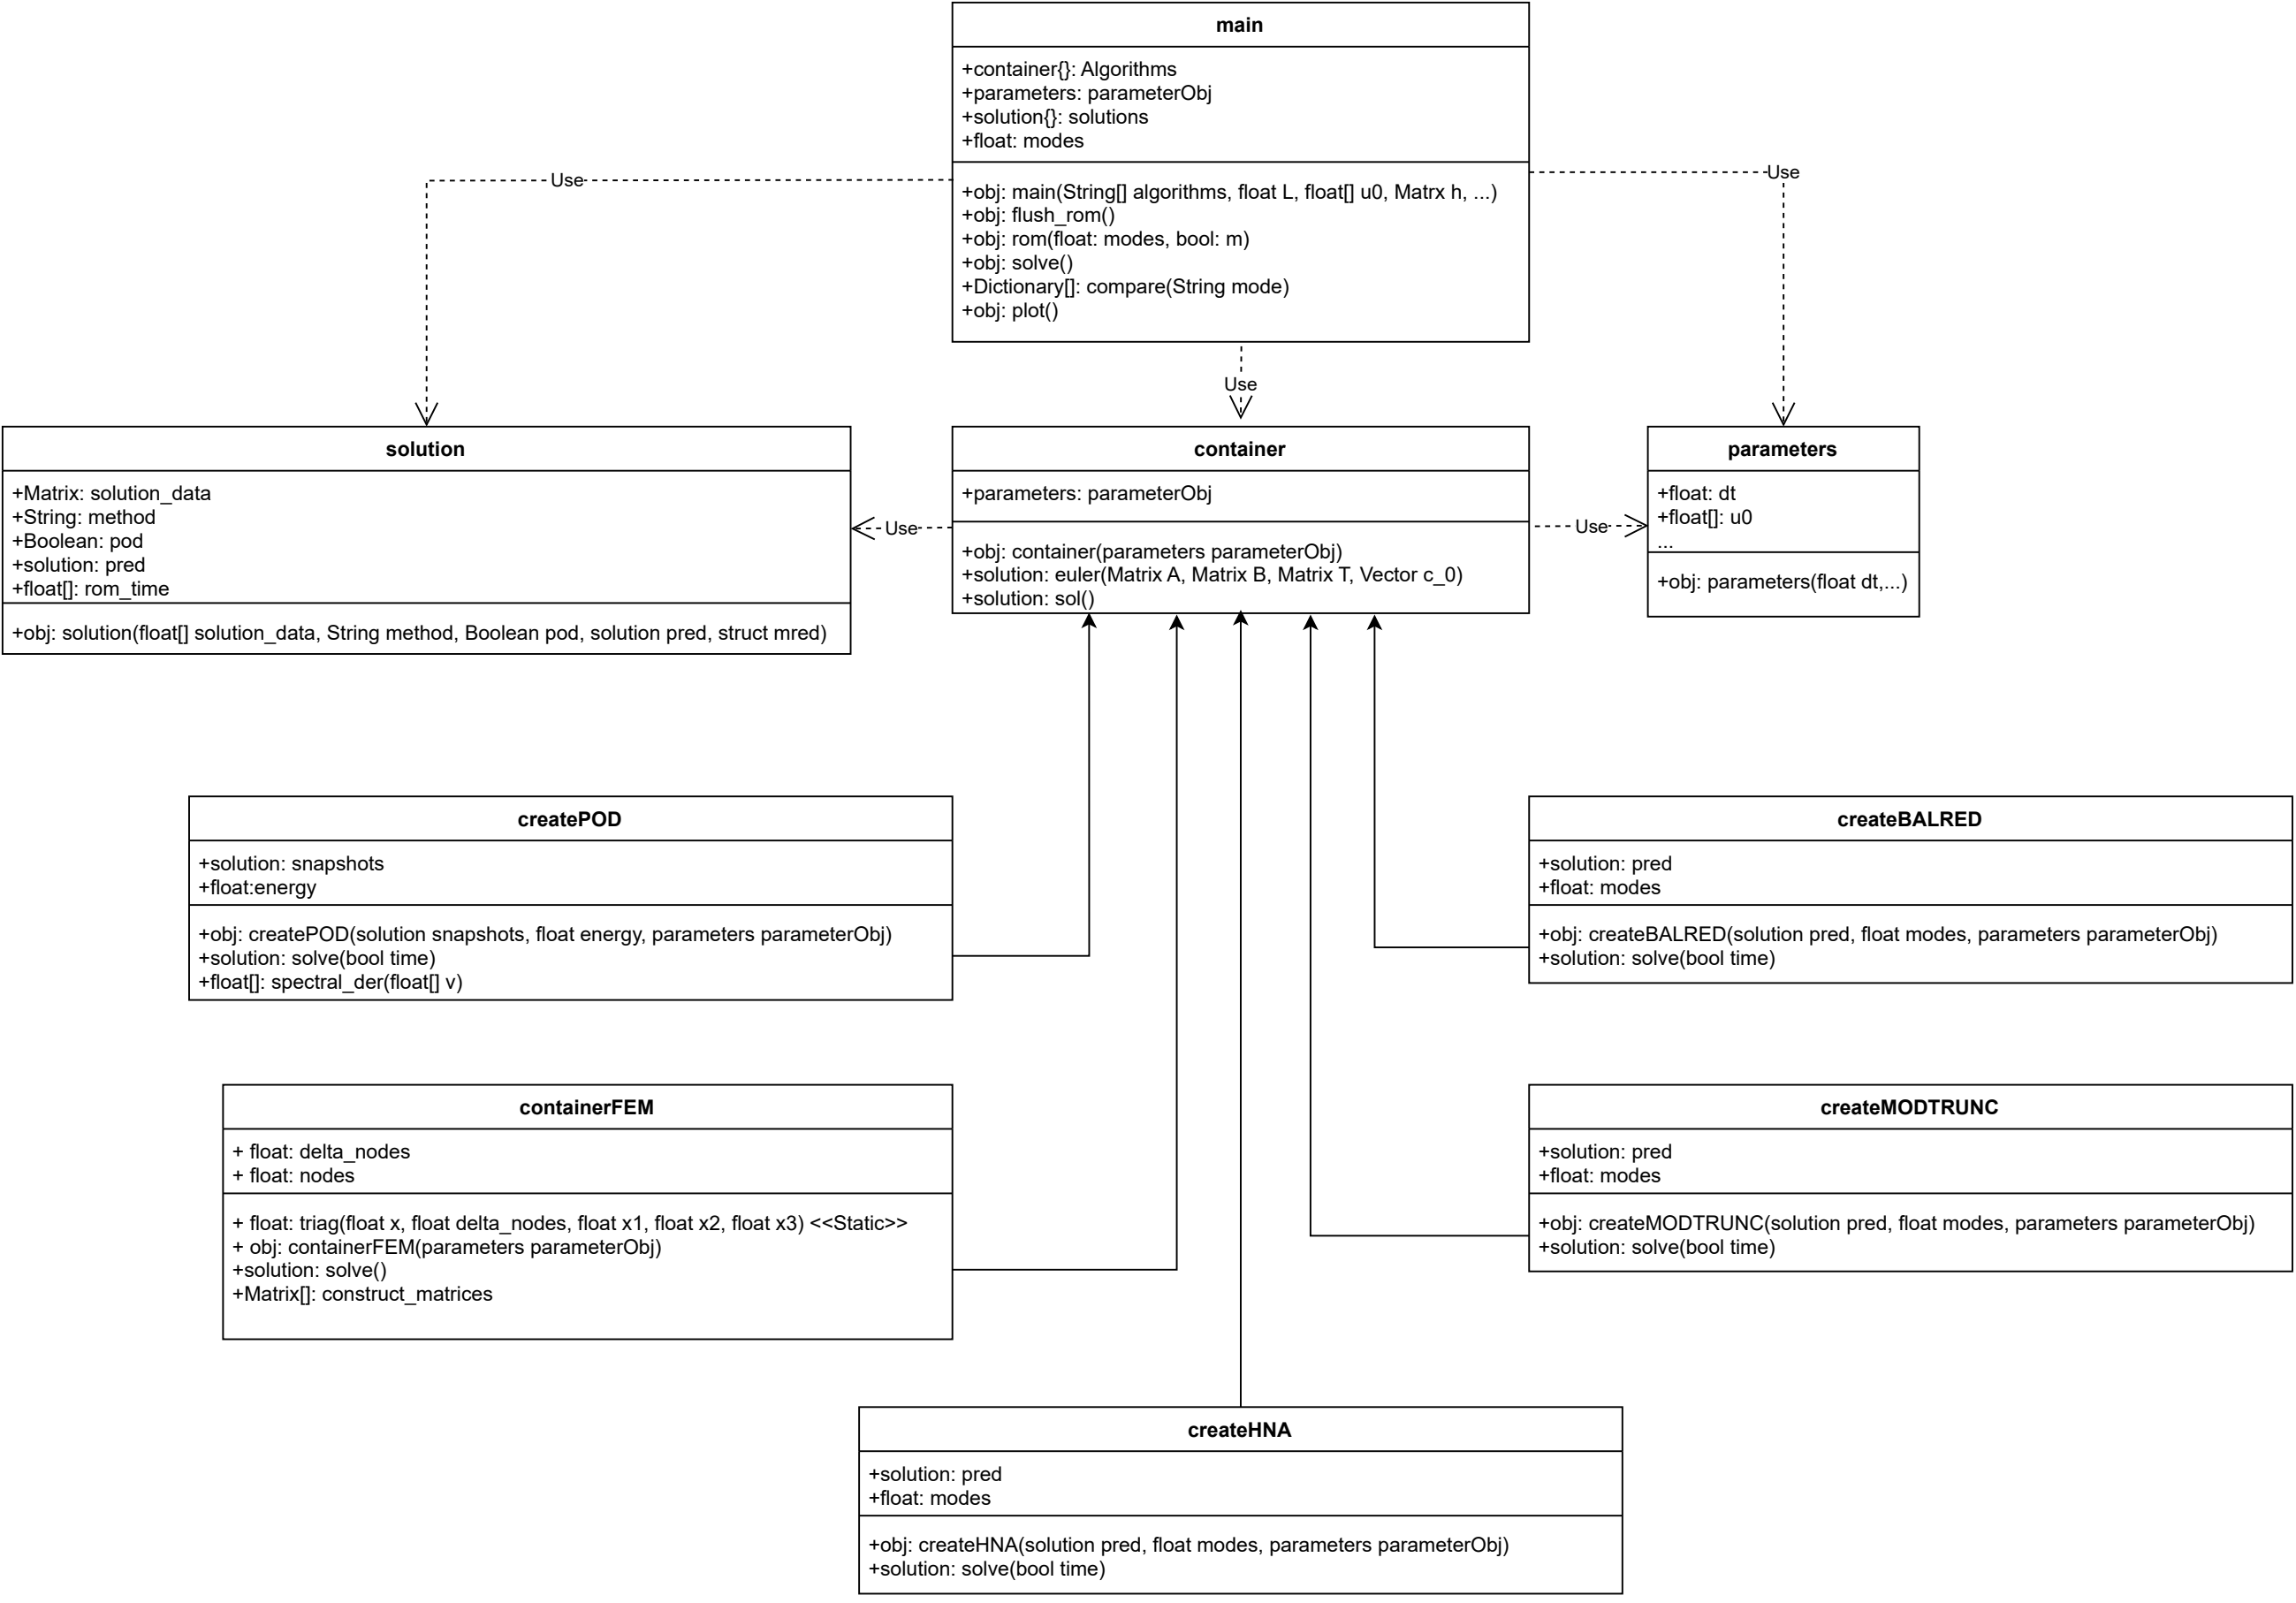 main
+container{}: Algorithms
+parameters: parameterObj
+solution{}: solutions
+float: modes
+obj: main(String[] algorithms, float L, float[] u0, Matrx h, ...)
+obj: flush_rom()
+obj: rom(float: modes, bool: m)
+obj: solve()
+Dictionary[]: compare(String mode)
+obj: plot()
Use
Use
Use
solution
+Matrix: solution_data
+String: method
+Boolean: pod
+solution: pred
+float[]: rom_time
+obj: solution(float[] solution_data, String method, Boolean pod, solution pred, struct mred)
Use
container
+parameters: parameterObj
+obj: container(parameters parameterObj)
+solution: euler(Matrix A, Matrix B, Matrix T, Vector c_0)
+solution: sol()
Use
parameters
+float: dt
+float[]: u0
...
+obj: parameters(float dt,...)
createPOD
+solution: snapshots
+float:energy
+obj: createPOD(solution snapshots, float energy, parameters parameterObj)
+solution: solve(bool time)
+float[]: spectral_der(float[] v)
createBALRED
+solution: pred
+float: modes
+obj: createBALRED(solution pred, float modes, parameters parameterObj)
+solution: solve(bool time)
containerFEM
+ float: delta_nodes
+ float: nodes
+ float: triag(float x, float delta_nodes, float x1, float x2, float x3) <<Static>>
+ obj: containerFEM(parameters parameterObj)
+solution: solve()
+Matrix[]: construct_matrices
createMODTRUNC
+solution: pred
+float: modes
+obj: createMODTRUNC(solution pred, float modes, parameters parameterObj)
+solution: solve(bool time)
createHNA
+solution: pred
+float: modes
+obj: createHNA(solution pred, float modes, parameters parameterObj)
+solution: solve(bool time)